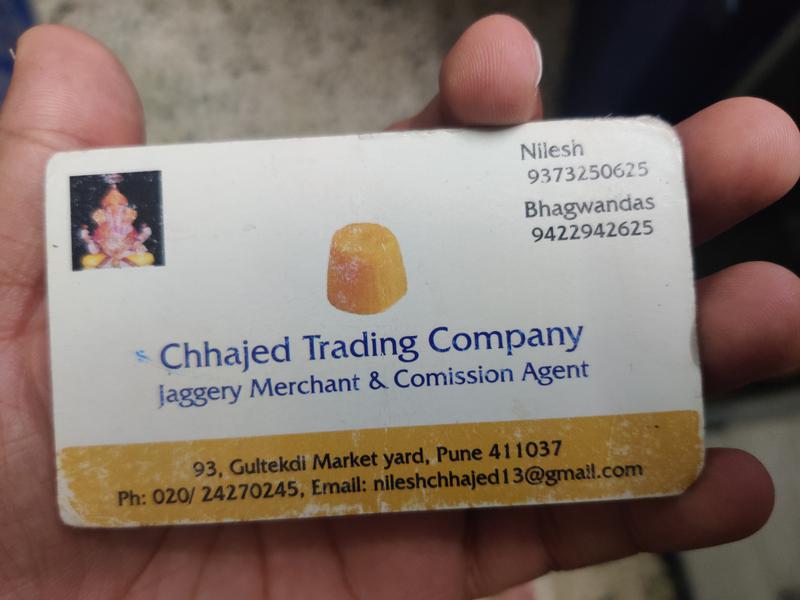 Nilesh
9373250625
Bhagwandas
9422942625
Chhajed Trading Company
Jaggery Merchant & Comission Agent
93, Gultekdi Market yard, Pune 411037
Ph: 020/ 24270245, Email: nileshchhajed13@gmail.com